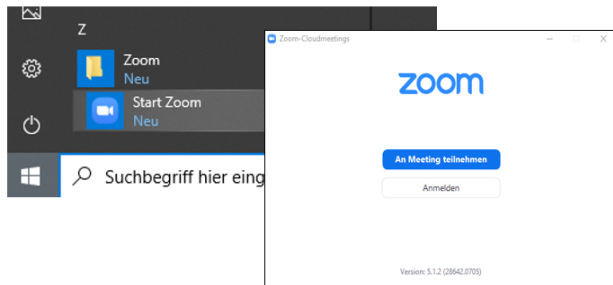 Z
Zoom
Neu
Start Zoom
Neu
Suchbegriff hier eing
Zoom-Cloudmeetings
zoom
An Meeting teilnehmen
Anmelden
Version: 5.1.2 (28642.0705)